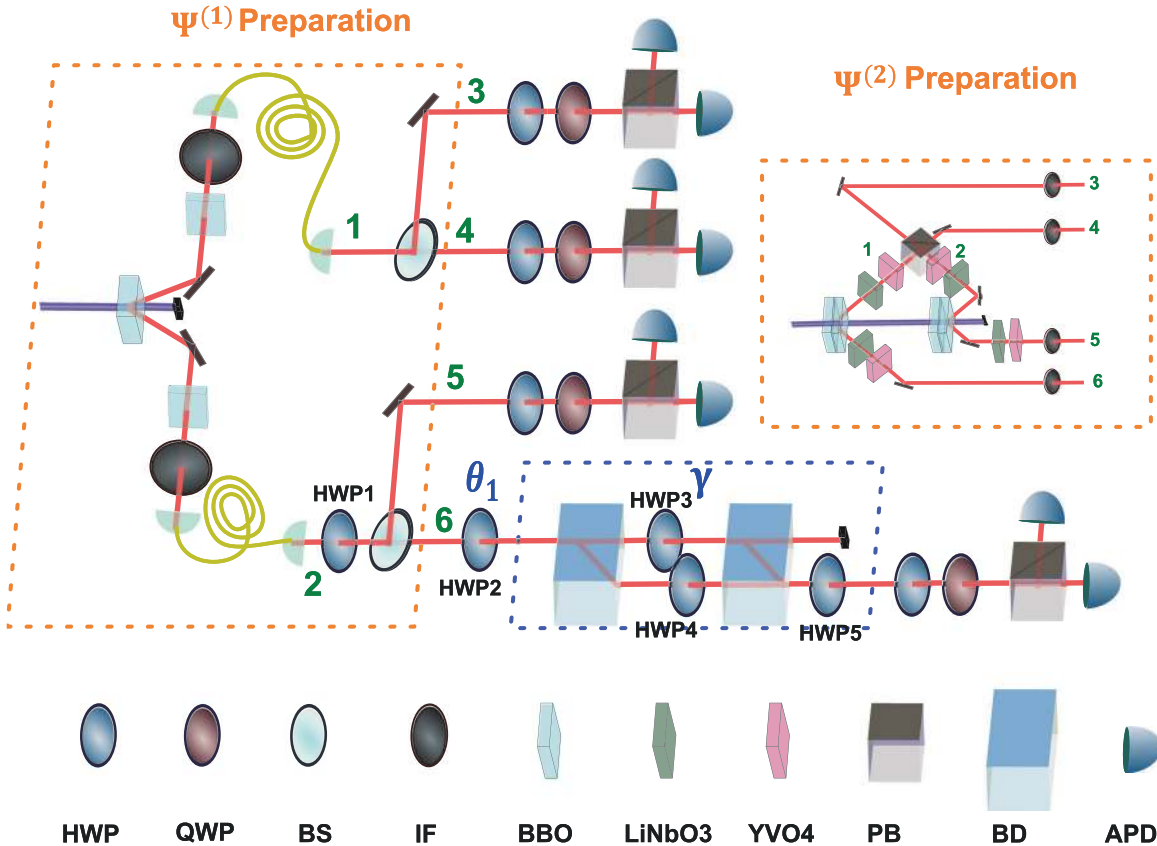 Ψ(1) Preparation
Ψ(2) Preparation
3
1
4
5
HWP1
θ1
6
HWP2
2
γ
HWP3
HWP4
HWP5
3
4
1
2
5
6
HWP
QWP
BS
IF
BBO
LiNbO3
YVO4
PB
BD
APD